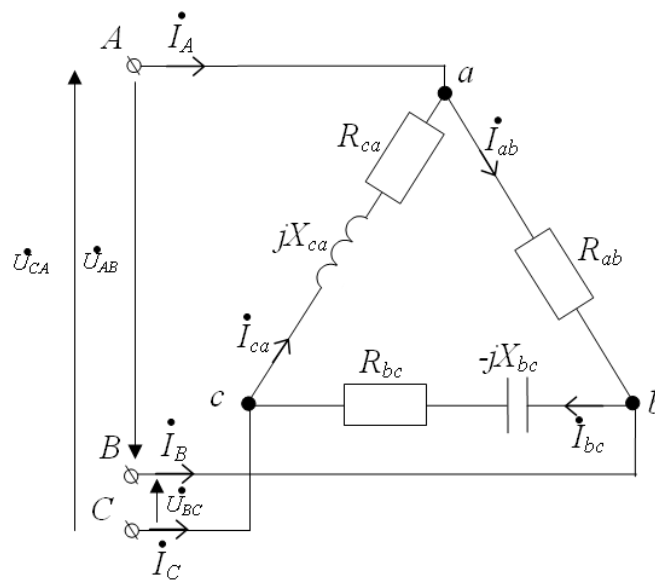 A
İ_A
a
R_ca
İ_ab
jX_ca
U̇_CA
U̇_AB
R_ab
İ_ca
R_bc
-jX_bc
c
b
İ_bc
B
İ_B
C
U̇_BC
İ_C